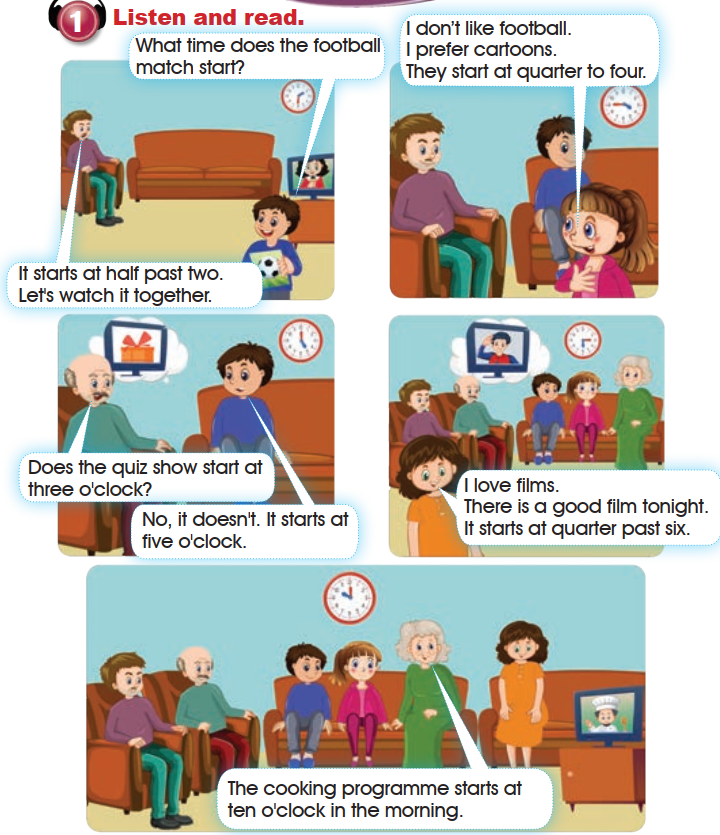 1 Listen and read.
What time does the football
match start?
It starts at half past two.
Let's watch it together.
I don't like football.
I prefer cartoons.
They start at quarter to four.
Does the quiz show start at
three o'clock?
No, it doesn't. It starts at
five o'clock.
I love films.
There is a good film tonight.
It starts at quarter past six.
The cooking programme starts at
ten o'clock in the morning.